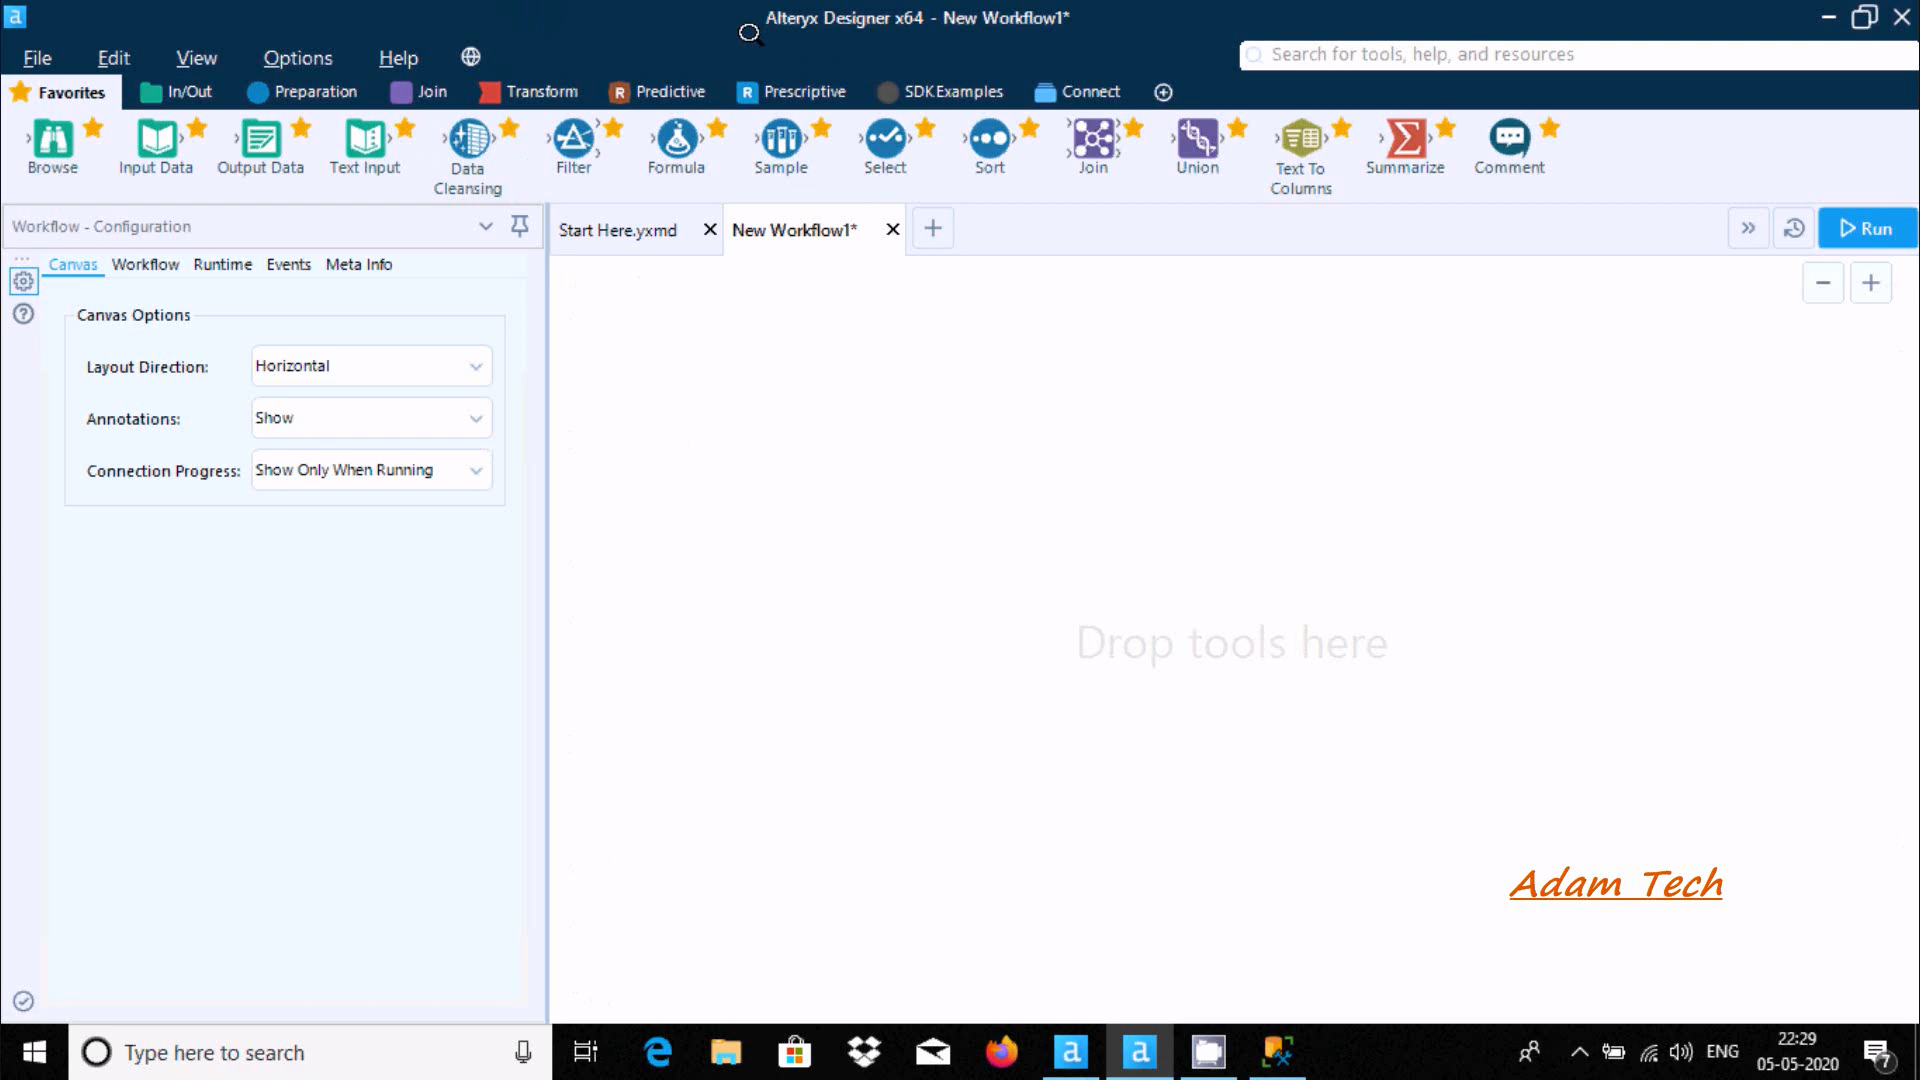 Alteryx Designer x64 - New Workflow1*
File Edit View Options Help
Search for tools, help, and resources
Favorites In/Out Preparation Join Transform Predictive Prescriptive SDKExamples Connect
Browse Input Data Output Data Text Input Data Cleansing Filter Formula Sample Select Sort Join Union Text To Columns Summarize Comment
Workflow - Configuration
Start Here.yxmd New Workflow1* Run
Canvas Workflow Runtime Events Meta Info
Canvas Options
Layout Direction: Horizontal
Annotations: Show
Connection Progress: Show Only When Running
Drop tools here
Adam Tech
Type here to search
ENG
22:29
05-05-2020
7